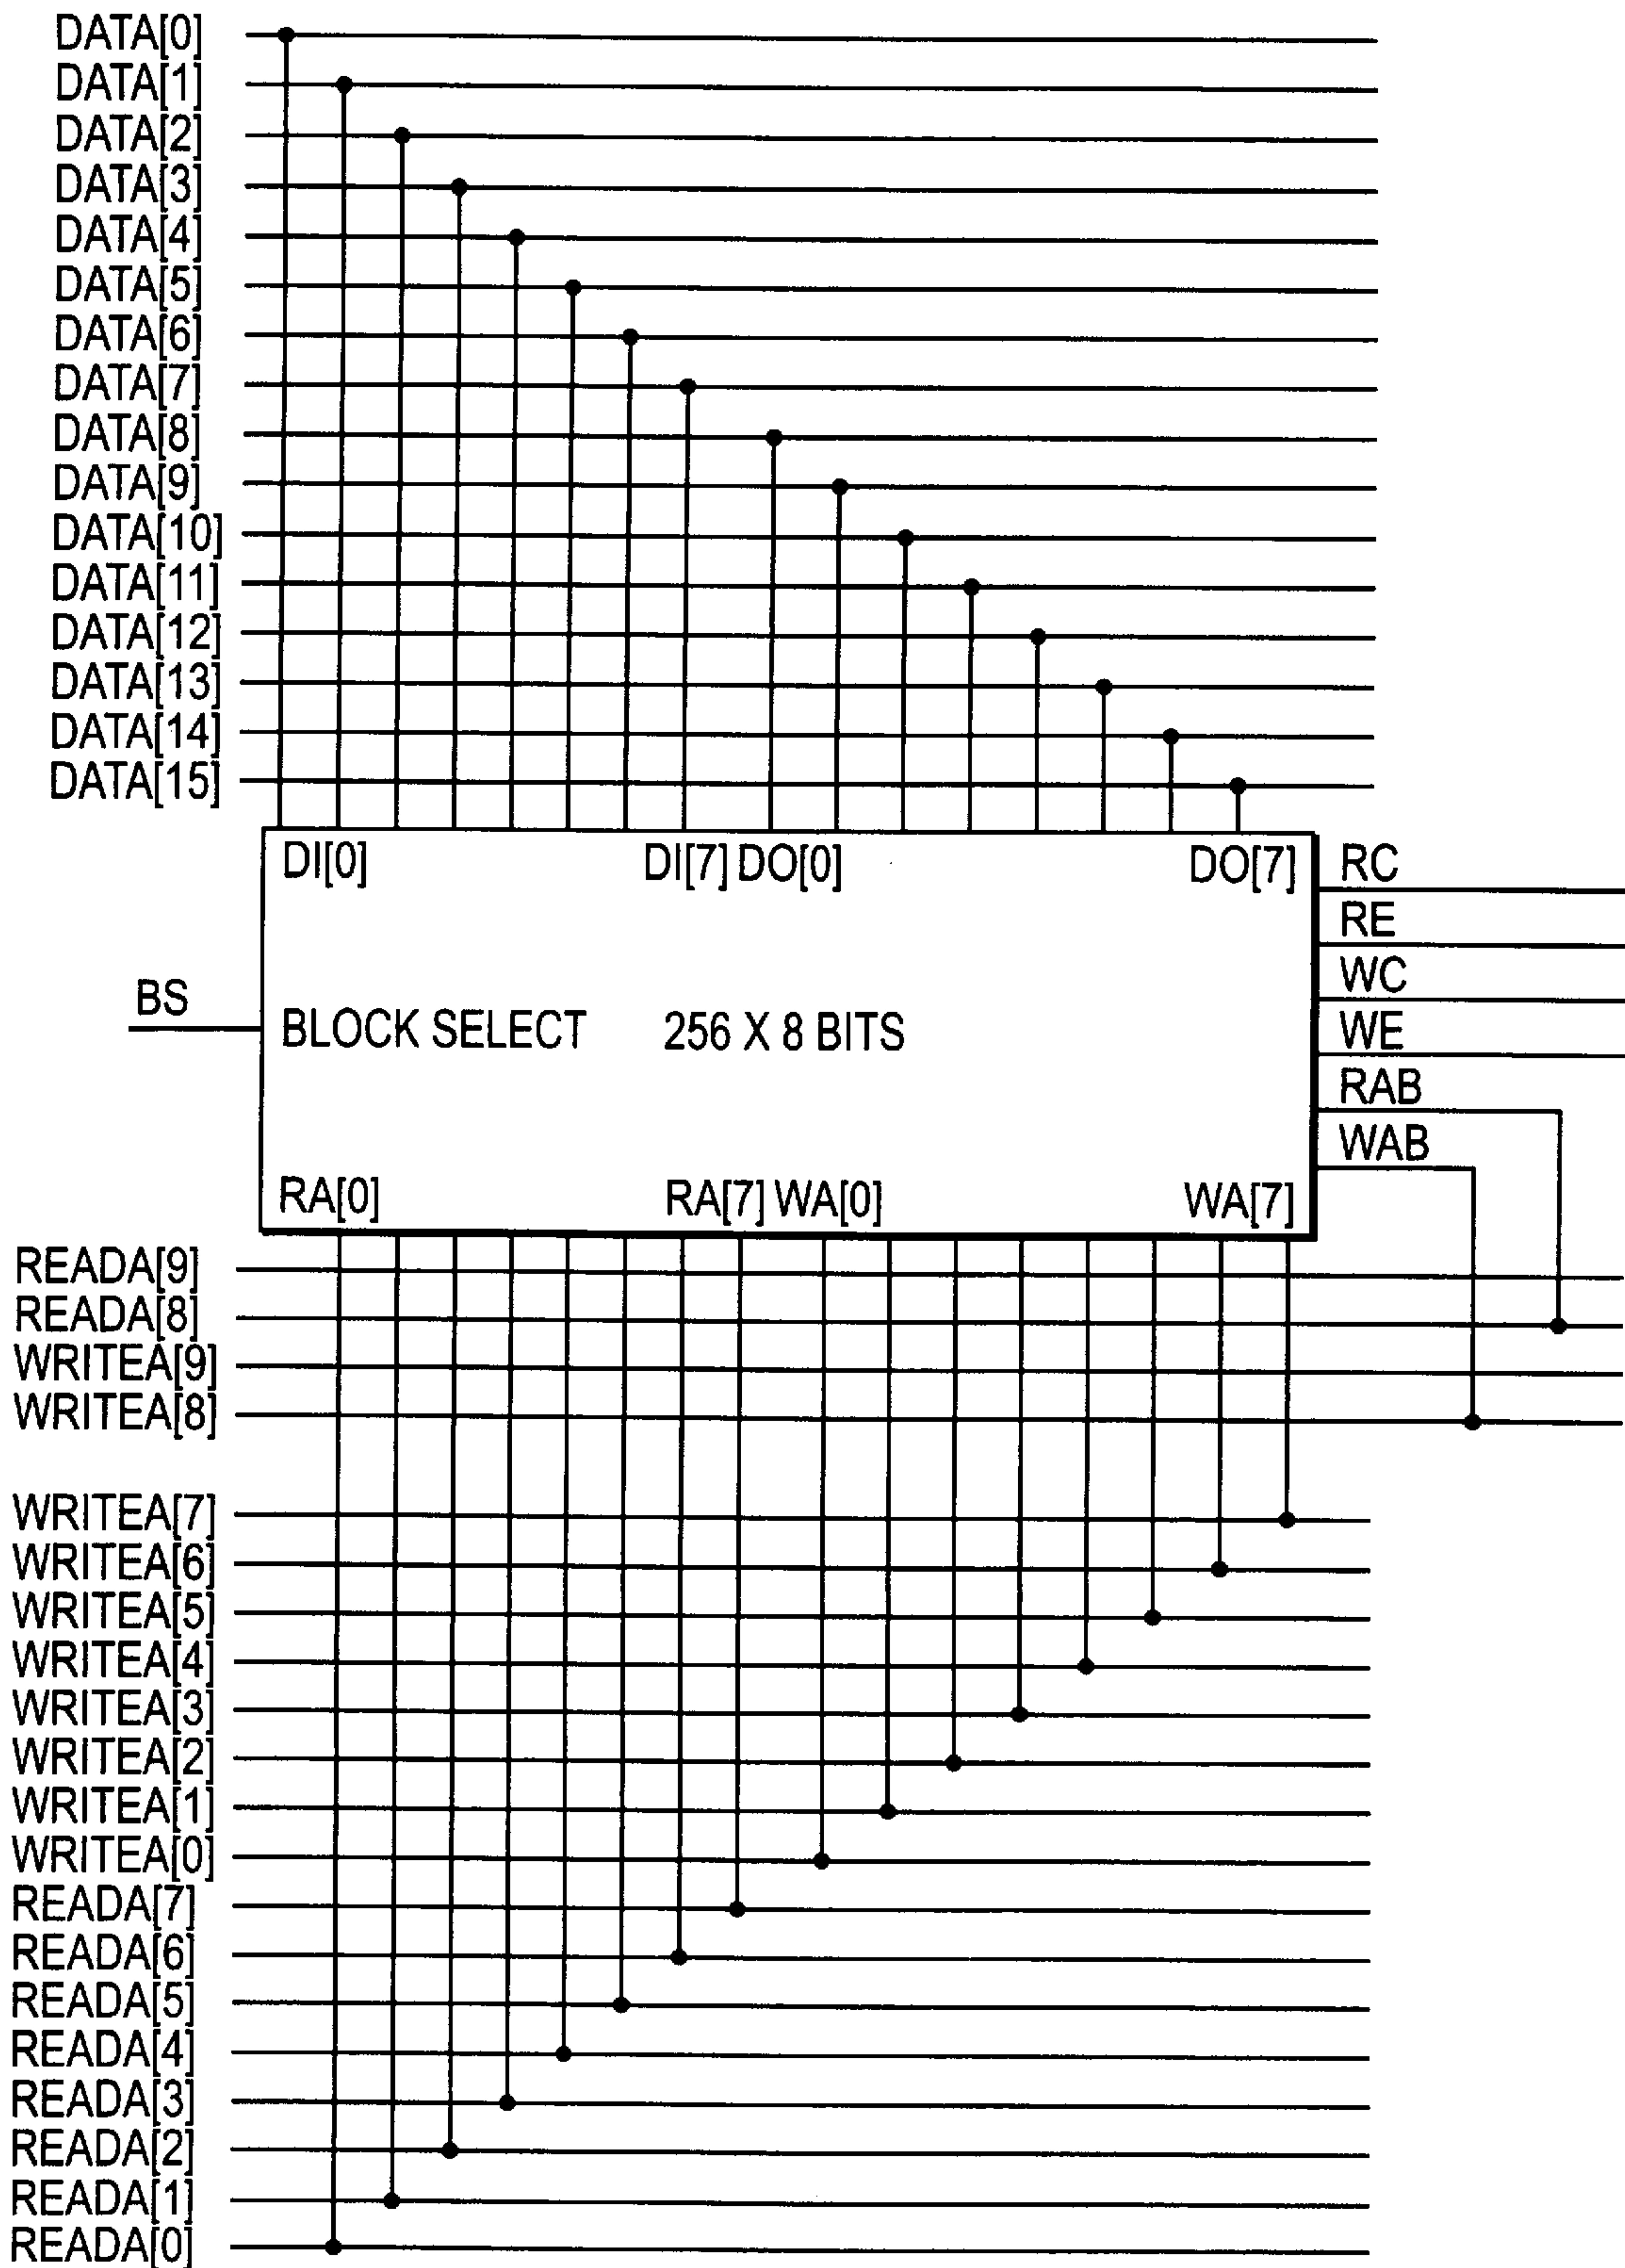 DATA[0]
DATA[1]
DATA[2]
DATA[3]
DATA[4]
DATA[5]
DATA[6]
DATA[7]
DATA[8]
DATA[9]
DATA[10]
DATA[11]
DATA[12]
DATA[13]
DATA[14]
DATA[15]
DI[0] DI[7] DO[0] DO[7] RC
RE
WC
BS
BLOCK SELECT 256 X 8 BITS WE
RAB
WAB
RA[0] RA[7] WA[0] WA[7]
READA[9]
READA[8]
WRITEA[9]
WRITEA[8]
WRITEA[7]
WRITEA[6]
WRITEA[5]
WRITEA[4]
WRITEA[3]
WRITEA[2]
WRITEA[1]
WRITEA[0]
READA[7]
READA[6]
READA[5]
READA[4]
READA[3]
READA[2]
READA[1]
READA[0]